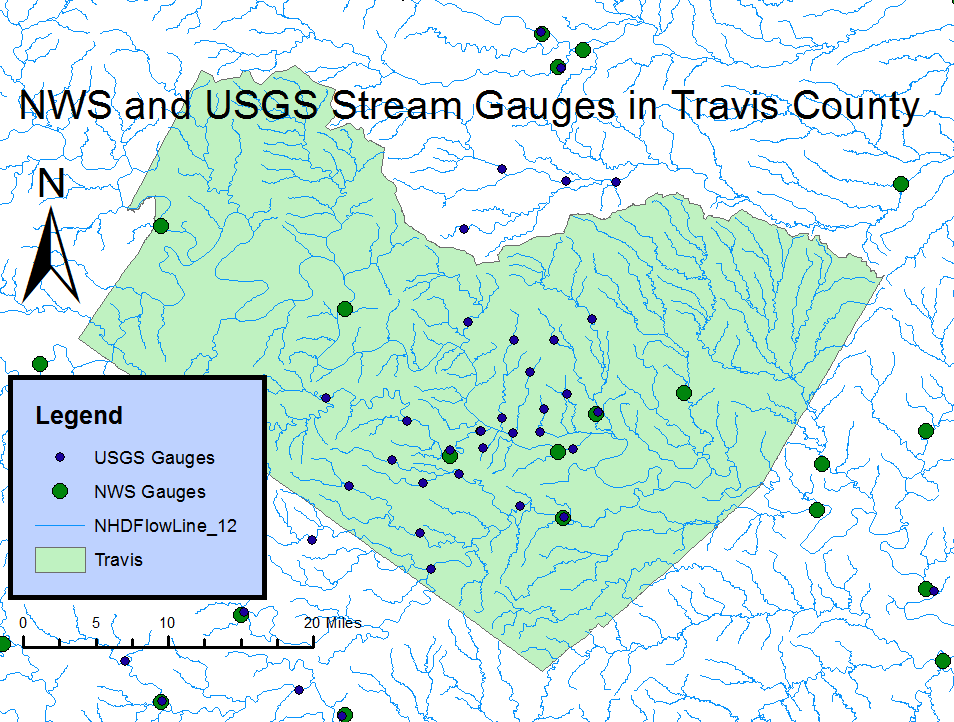 NWS and USGS Stream Gauges in Travis County
N
Legend
USGS Gauges
NWS Gauges
NHDFlowLine_12
Travis
0 5 10 20 Miles